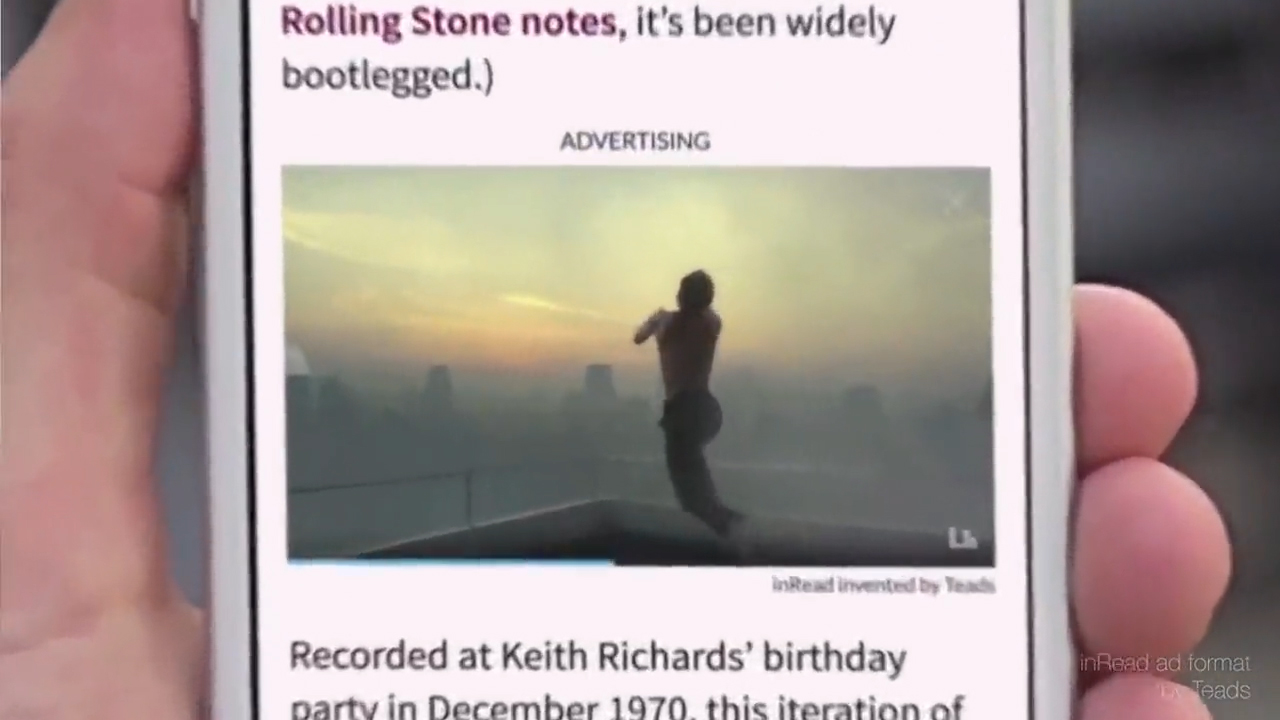 Rolling Stone notes, it's been widely
bootlegged.)
ADVERTISING
inRead invented by Teads
Recorded at Keith Richards' birthday
party in December 1970, this iteration of
inRead ad format
by Teads